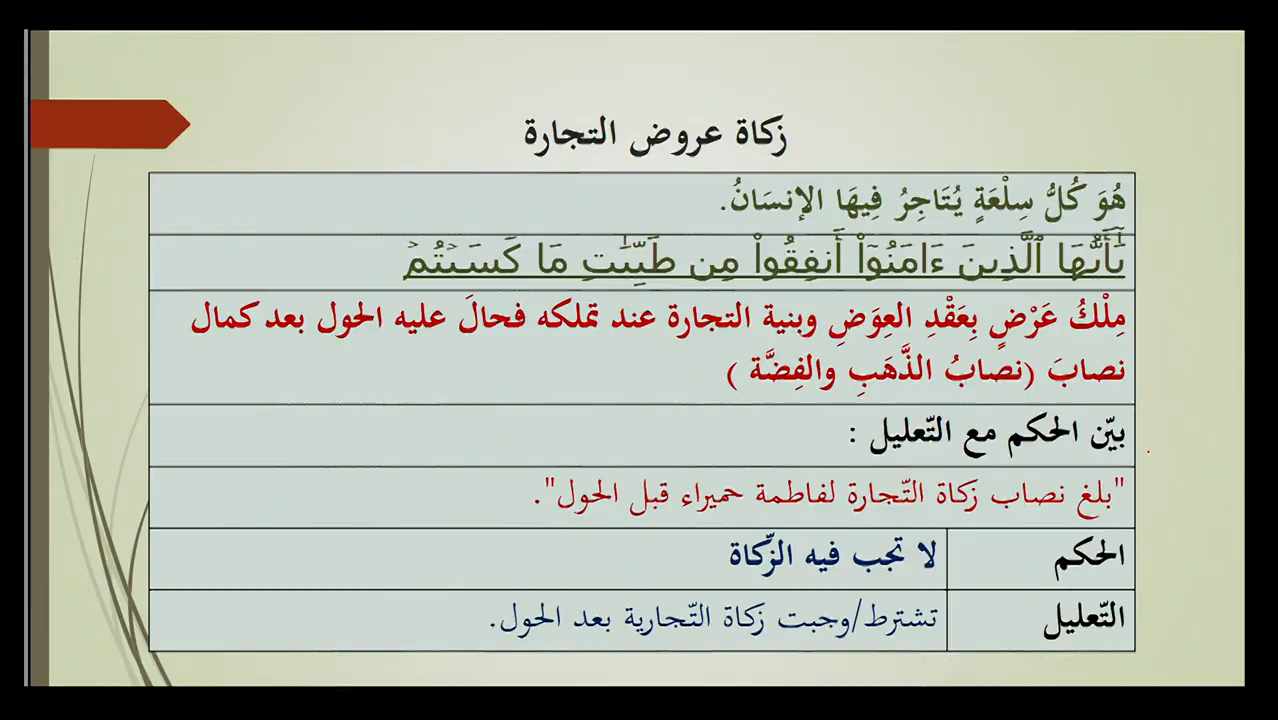 زكاة عروض التجارة
هُوَ كُلُّ سِلْعَةٍ يُتَاجِرُ فِيهَا الإنسَانُ.
يَٰٓأَيُّهَا ٱلَّذِينَ ءَامَنُوٓاْ أَنفِقُواْ مِن طَيِّبَٰتِ مَا كَسَبۡتُمۡ
مِلْكُ عَرْضٍ بِعَقْدِ العِوَضِ وبنية التجارة عند تملكه فحالَ عليه الحول بعد كمال
نصابَ (نصابُ الذَّهَبِ والفِضَّة )
بيّن الحكم مع التّعليل :
"بلغ نصاب زكاة التّجارة لفاطمة حميراء قبل الحول".
الحكم
لا تجب فيه الزّكاة
التّعليل
تشترط/وجبت زكاة التّجارية بعد الحول.